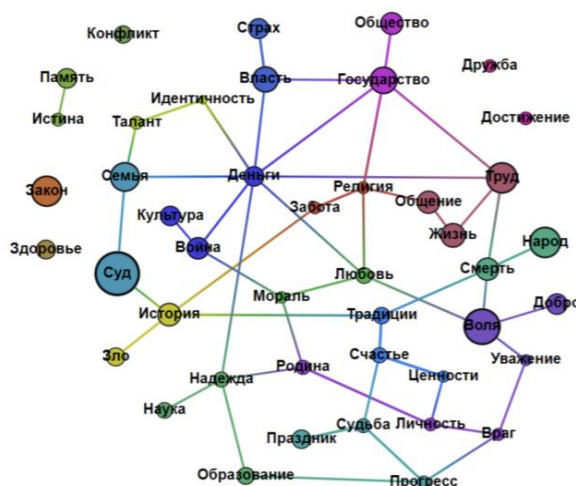 Общество
Страх
Конфликт
Дружба
Память
Власть
Государство
Идентичность
Истина
Талант
Достижение
Семья
Деньги
Труд
Закон
Религия
Общение
Забота
Культура
Жизнь
Здоровье
Война
Народ
Суд
Любовь
Смерть
Мораль
Добро
История
Традиции
Воля
Зло
Счастье
Уважение
Родина
Ценности
Надежда
Наука
Судьба
Личность
Праздник
Враг
Образование
Прогресс